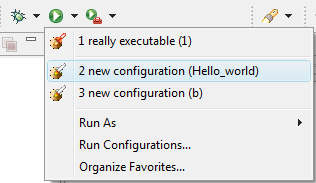 1 really executable (1)
2 new configuration (Hello_world)
3 new configuration (b)
Run As
Run Configurations...
Organize Favorites...